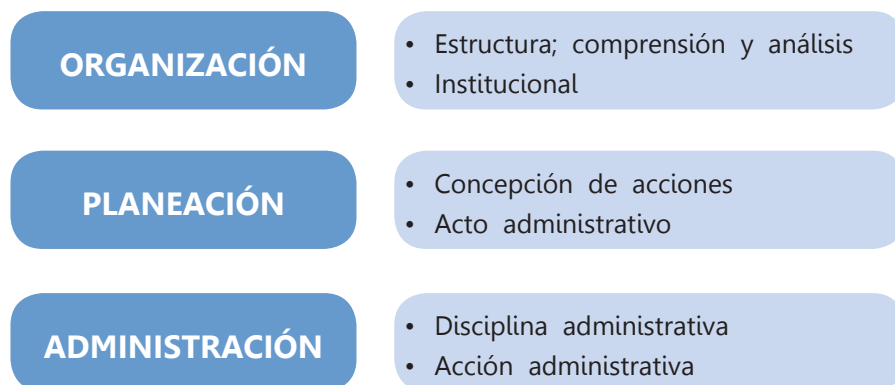 ORGANIZACIÓN
• Estructura; comprensión y análisis
• Institucional
PLANEACIÓN
• Concepción de acciones
• Acto administrativo
ADMINISTRACIÓN
• Disciplina administrativa
• Acción administrativa